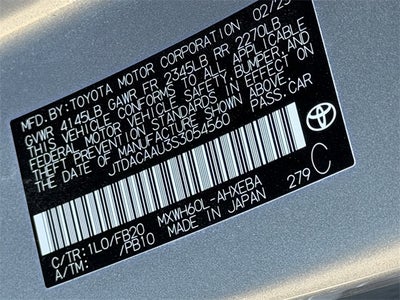 MFD.BY:TOYOTA MOTOR CORPORATION 02/25
GVWR 4145LB GAWR FR 2345LB RR 2270LB
THIS VEHICLE CONFORMS TO ALL APPLICABLE
FEDERAL MOTOR VEHICLE SAFETY, BUMPER, AND
THEFT PREVENTION STANDARDS IN EFFECT ON
THE DATE OF MANUFACTURE SHOWN ABOVE.
JTDACAAU3S3054560 PASS.CAR
TOYOTA
C/TR: 1L0/FB20 MXWH60L-AHXEBA
A/TM: /PB10 MADE IN JAPAN 279 C